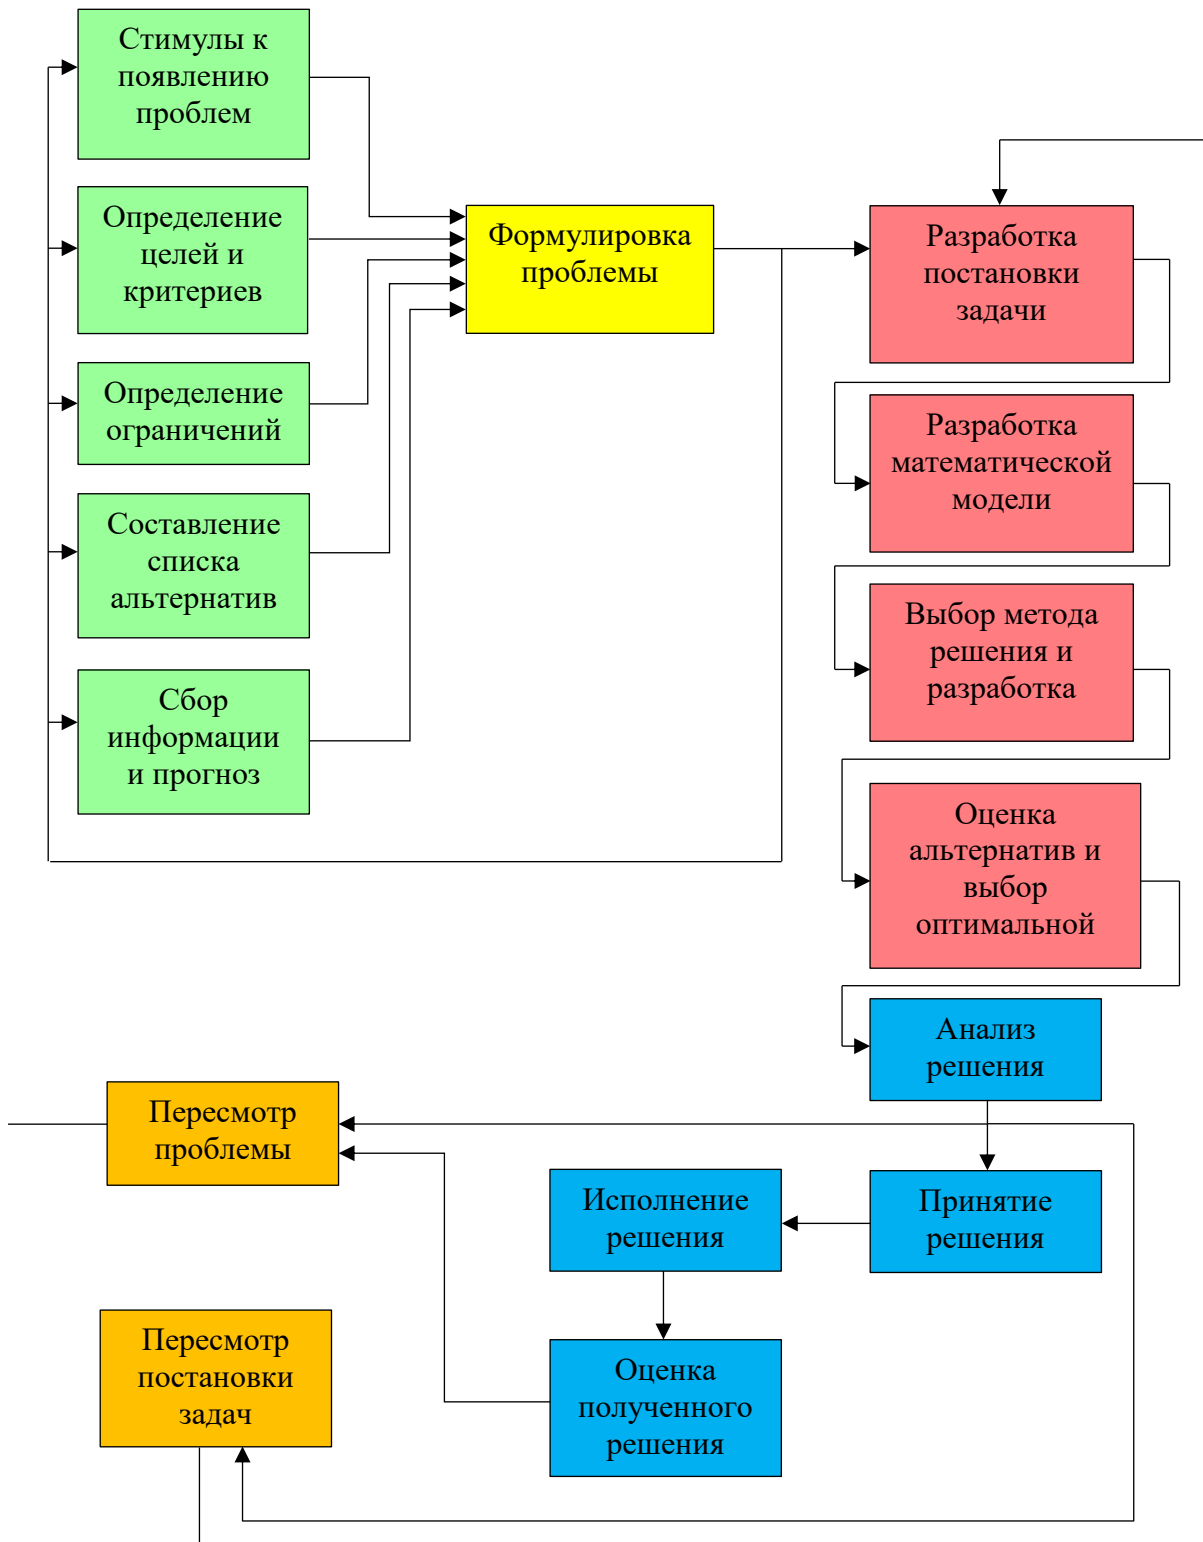 Стимулы к
появлению
проблем
Определение
целей и
критериев
Определение
ограничений
Составление
списка
альтернатив
Сбор
информации
и прогноз
Формулировка
проблемы
Разработка
постановки
задачи
Разработка
математической
модели
Выбор метода
решения и
разработка
Оценка
альтернатив и
выбор
оптимальной
Анализ
решения
Пересмотр
проблемы
Исполнение
решения
Принятие
решения
Пересмотр
постановки
задач
Оценка
полученного
решения